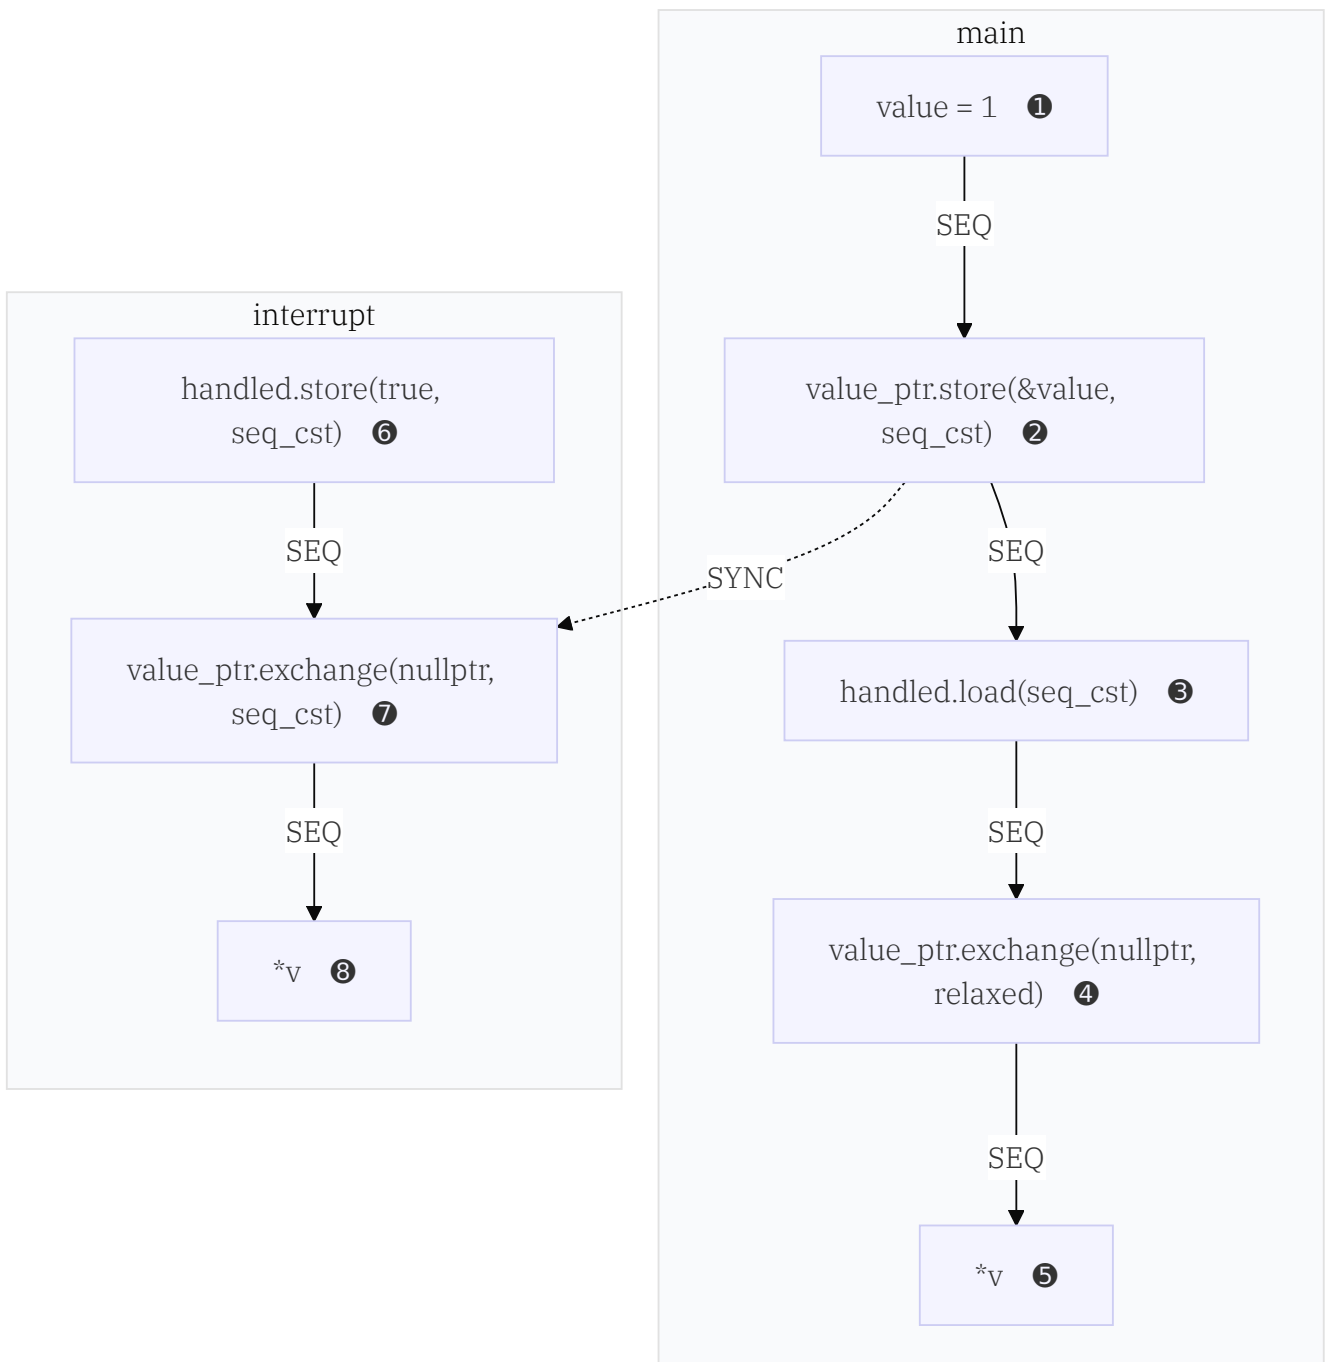 main
value = 1 ❶
SEQ
value_ptr.store(&value,
seq_cst) ❷
SEQ
handled.load(seq_cst) ❸
SEQ
value_ptr.exchange(nullptr,
relaxed) ❹
SEQ
*v ❺
SYNC
interrupt
handled.store(true,
seq_cst) ❻
SEQ
value_ptr.exchange(nullptr,
seq_cst) ❼
SEQ
*v ❽